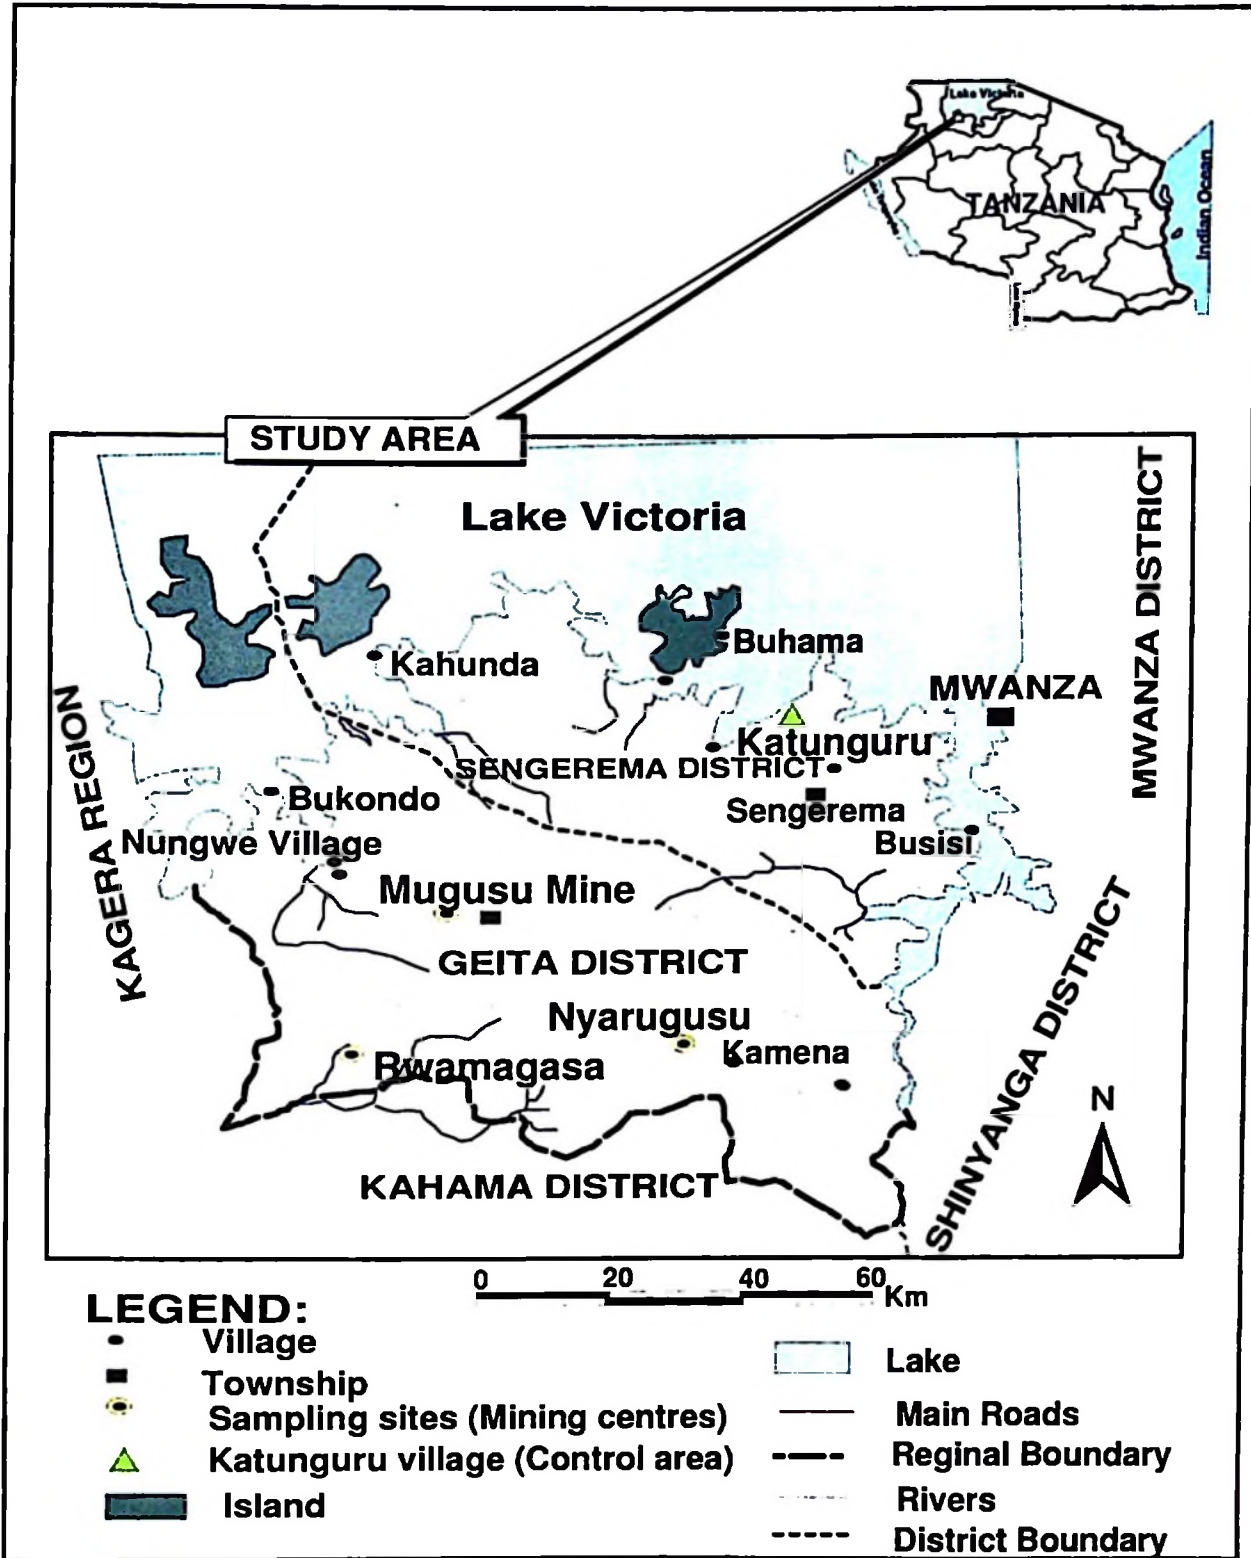 Lake Victoria
TANZANIA
Indian Ocean
STUDY AREA
Lake Victoria
MWANZA DISTRICT
Buhama
Kahunda
MWANZA
KAGERA REGION
Katunguru
SENGEREMA DISTRICT
Bukondo
Sengerema
Nungwe Village
Busisi
Mugusu Mine
GEITA DISTRICT
SHINYANGA DISTRICT
Nyarugusu
Kamena
Rwamagasa
N
KAHAMA DISTRICT
0 20 40 60 Km
LEGEND:
Village
Township
Sampling sites (Mining centres)
Katunguru village (Control area)
Island
Lake
Main Roads
Reginal Boundary
Rivers
District Boundary